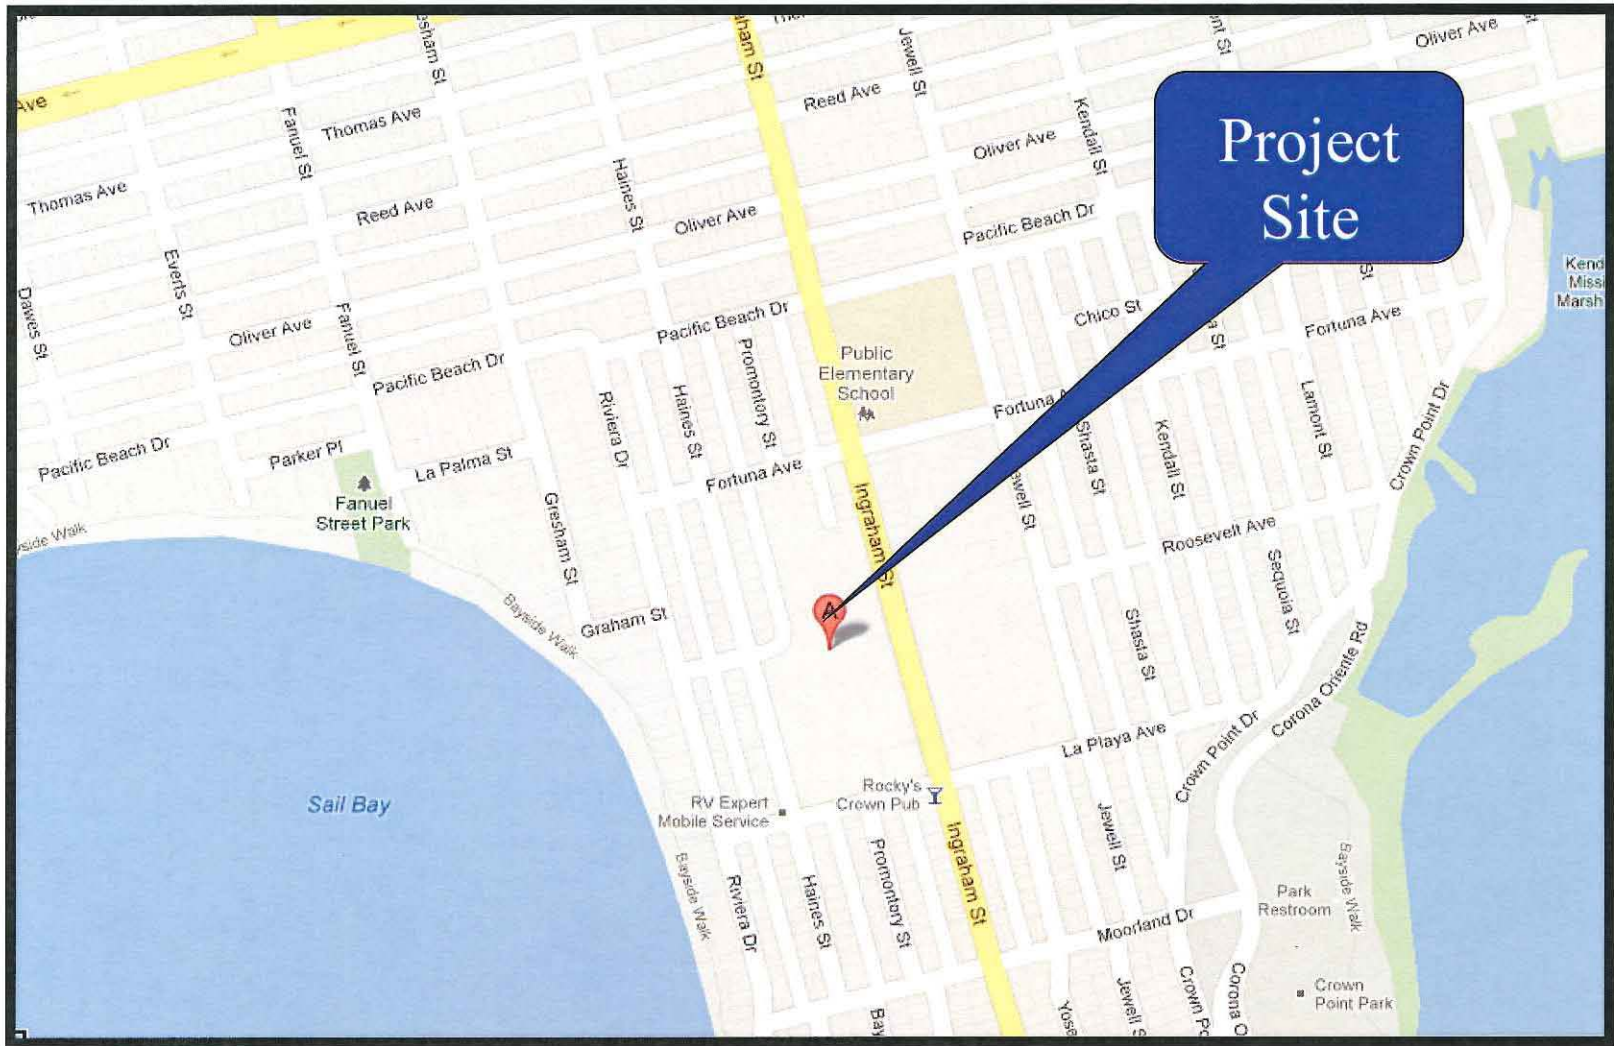 Oliver Ave
Jewell St
Reed Ave
Ave
Fanuel St
Thomas Ave
Kendall St
Project
Site
Oliver Ave
Haines St
Thomas Ave
Reed Ave
Oliver Ave
Pacific Beach Dr
Everts St
Dawes St
Fanuel St
Oliver Ave
Pacific Beach Dr
Chico St
Fortuna Ave
Public
Elementary
School
Promontory St
Pacific Beach Dr
Riviera Dr
Haines St
Fortuna
Lamont St
Crown Point Dr
Pacific Beach Dr
Parker Pl
La Palma St
Fortuna Ave
Shasta St
Kendall St
Fanuel
Street Park
Gresham St
Ingraham St
Roosevelt Ave
Sequoia St
Bayside Walk
Graham St
A
Shasta St
Corona Oriente Rd
La Playa Ave
Crown Point Dr
Sail Bay
RV Expert
Mobile Service
Rocky's
Crown Pub
Jewell St
Ingraham St
Bayside Walk
Riviera Dr
Haines St
Promontory St
Moorland Dr
Park
Restroom
Bayside Walk
Crown
Point Park